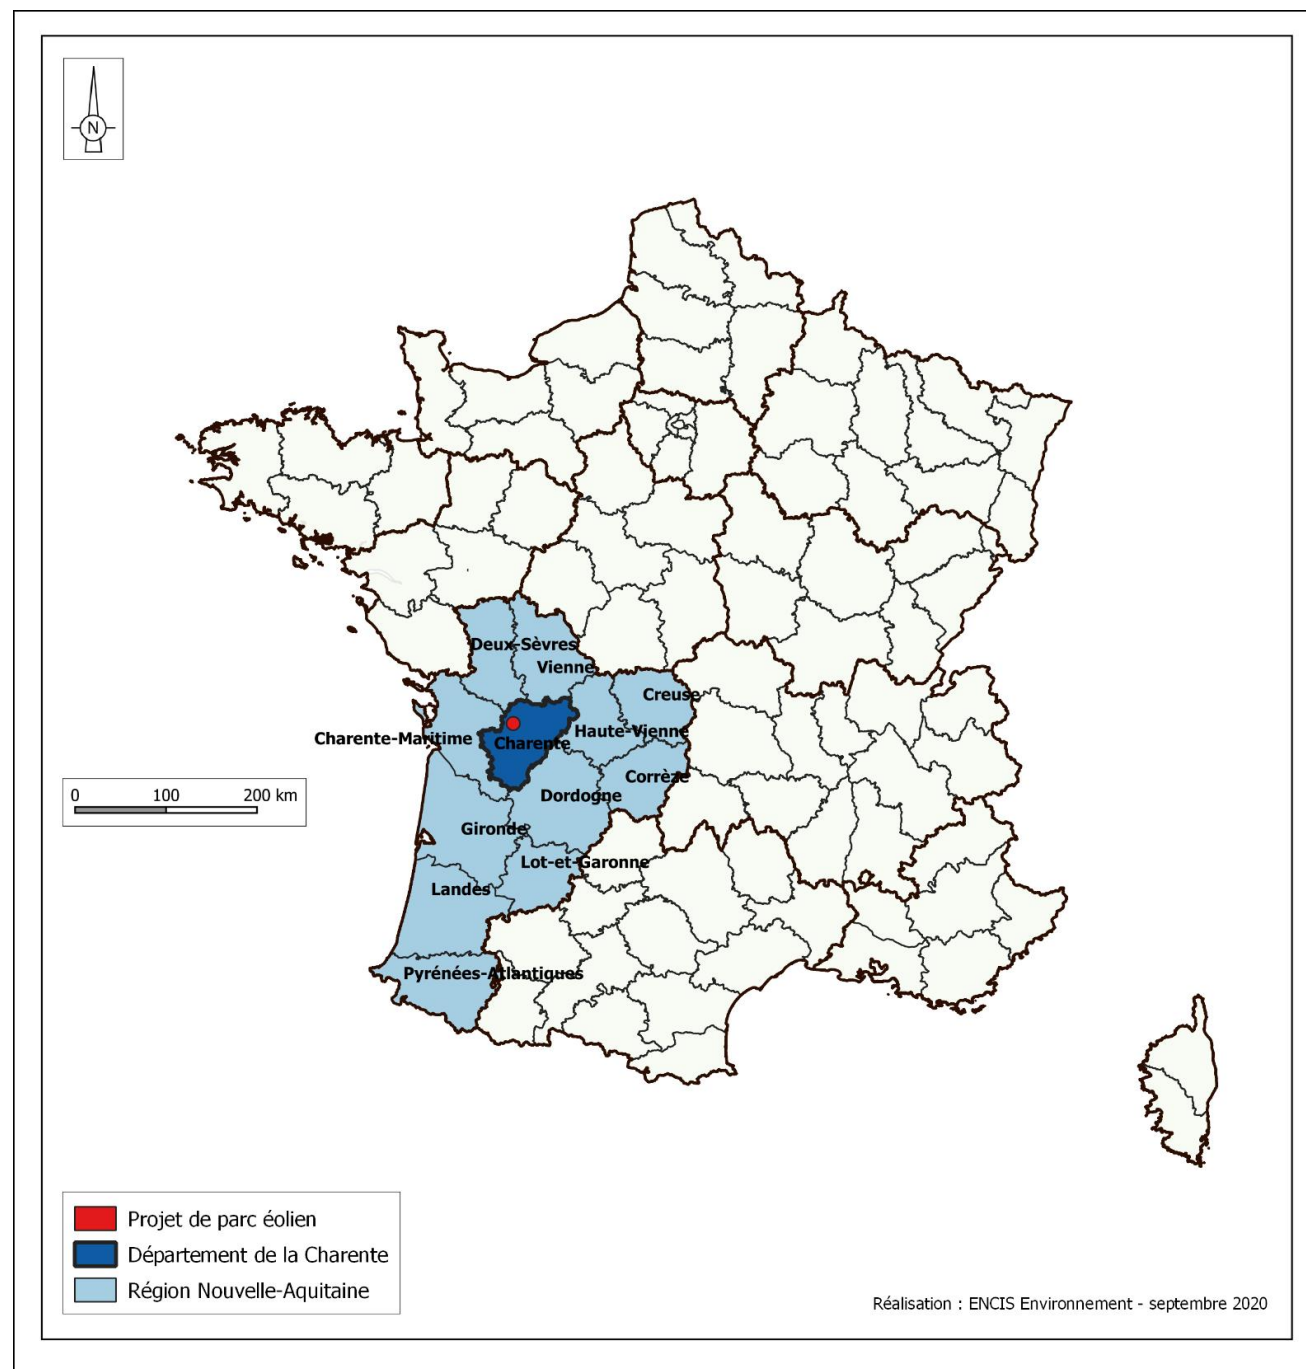 N
Deux-Sèvres
Vienne
Creuse
Haute-Vienne
Charente-Maritime
Charente
Corrèze
Dordogne
0 100 200 km
Gironde
Lot-et-Garonne
Landes
Pyrénées-Atlantiques
Projet de parc éolien
Département de la Charente
Région Nouvelle-Aquitaine
Réalisation : ENCIS Environnement - septembre 2020